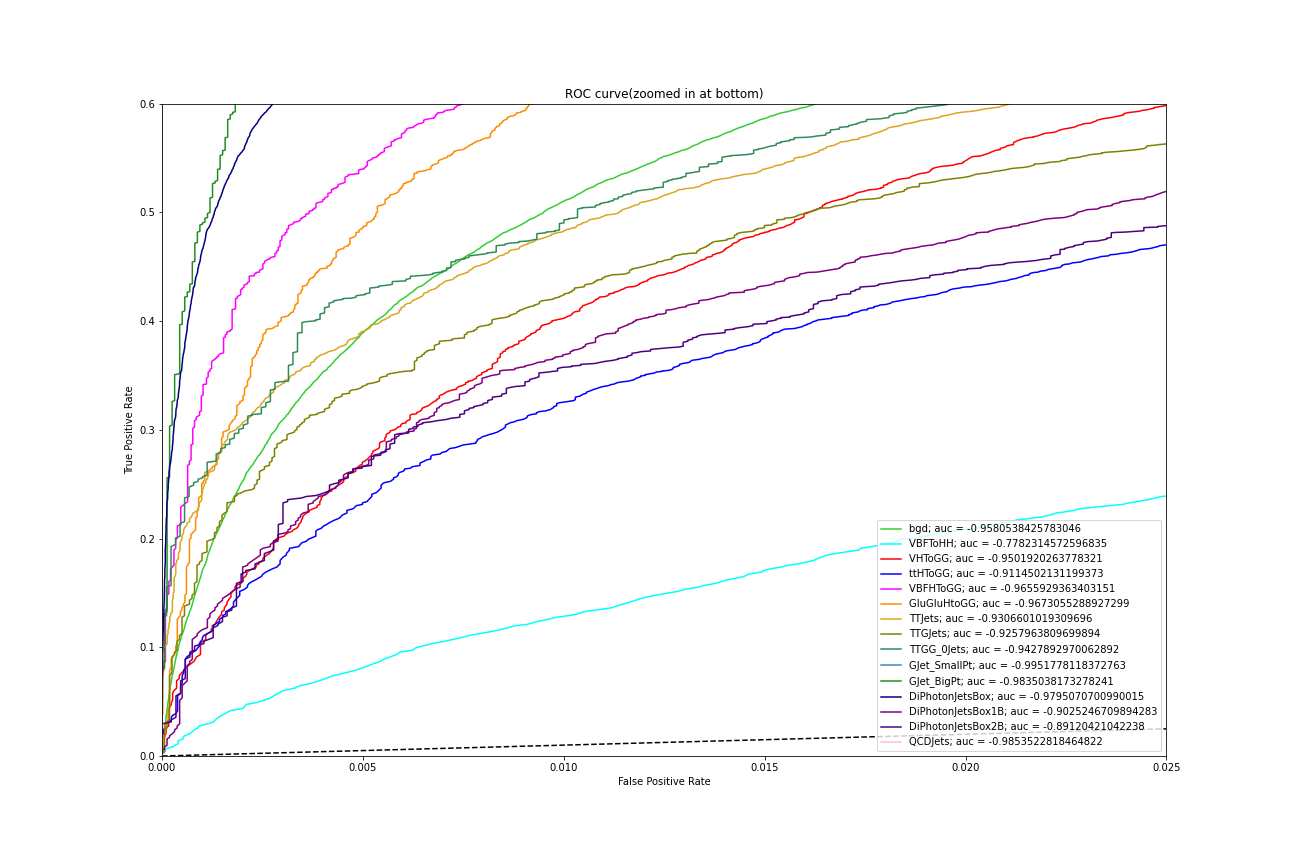 ROC curve(zoomed in at bottom)
0.6
0.5
0.4
0.3
0.2
0.1
0.0
True Positive Rate
bgd; auc = -0.9580538425783046
VBFToHH; auc = -0.7782314572596835
VHToGG; auc = -0.9501920263778321
ttHToGG; auc = -0.9114502131199373
VBFHToGG; auc = -0.9655929363403151
GluGluHtoGG; auc = -0.9673055288927299
TTJets; auc = -0.9306601019309696
TTGJets; auc = -0.9257963809699894
TTGG_0Jets; auc = -0.9427892970062892
GJet_SmallPt; auc = -0.9951778118372763
GJet_BigPt; auc = -0.9835038173278241
DiPhotonJetsBox; auc = -0.9795070700990015
DiPhotonJetsBox1B; auc = -0.9025246709894283
DiPhotonJetsBox2B; auc = -0.89120421042238
QCDJets; auc = -0.9853522818464822
0.000
0.005
0.010
0.015
0.020
0.025
False Positive Rate